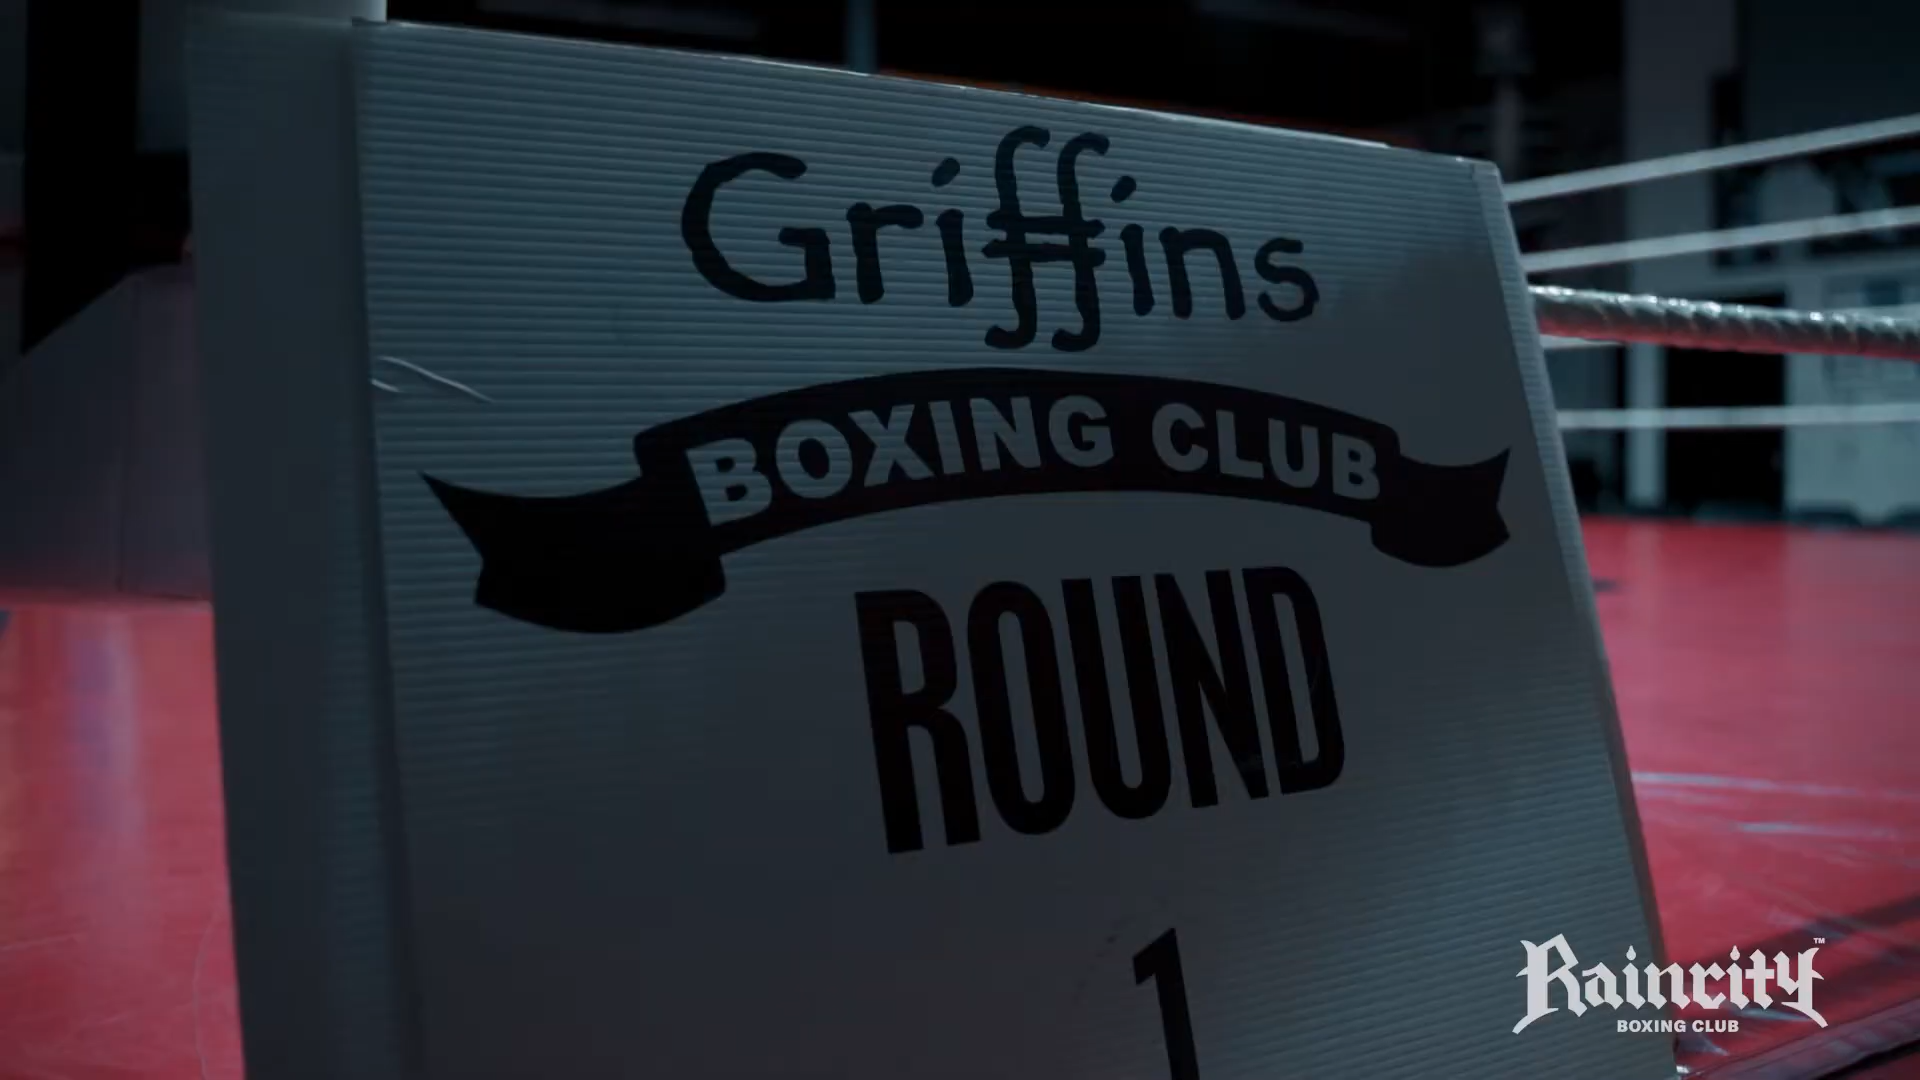 Griffins
BOXING CLUB
ROUND
1
Raincity™
BOXING CLUB